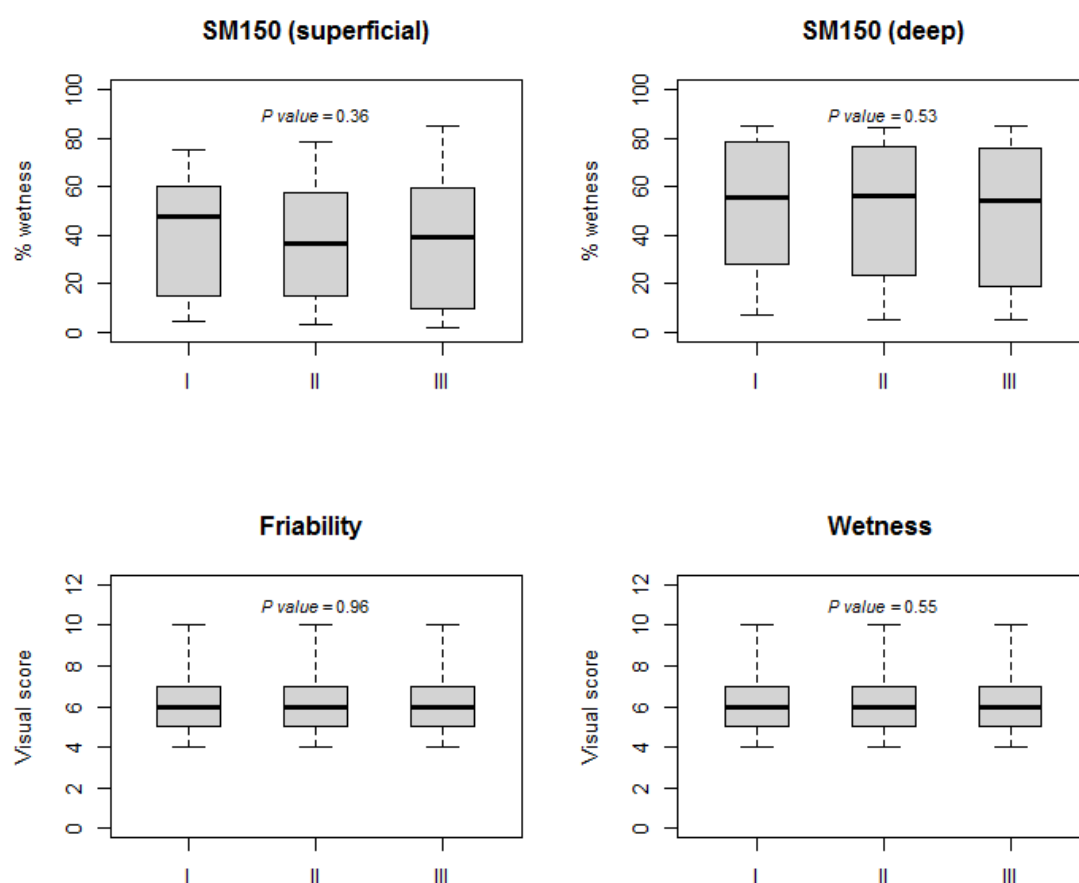 SM150 (superficial)
P value = 0.36
% wetness
100
80
60
40
20
0
I II III
SM150 (deep)
P value = 0.53
% wetness
100
80
60
40
20
0
I II III
Friability
P value = 0.96
Visual score
12
10
8
6
4
2
0
I II III
Wetness
P value = 0.55
Visual score
12
10
8
6
4
2
0
I II III